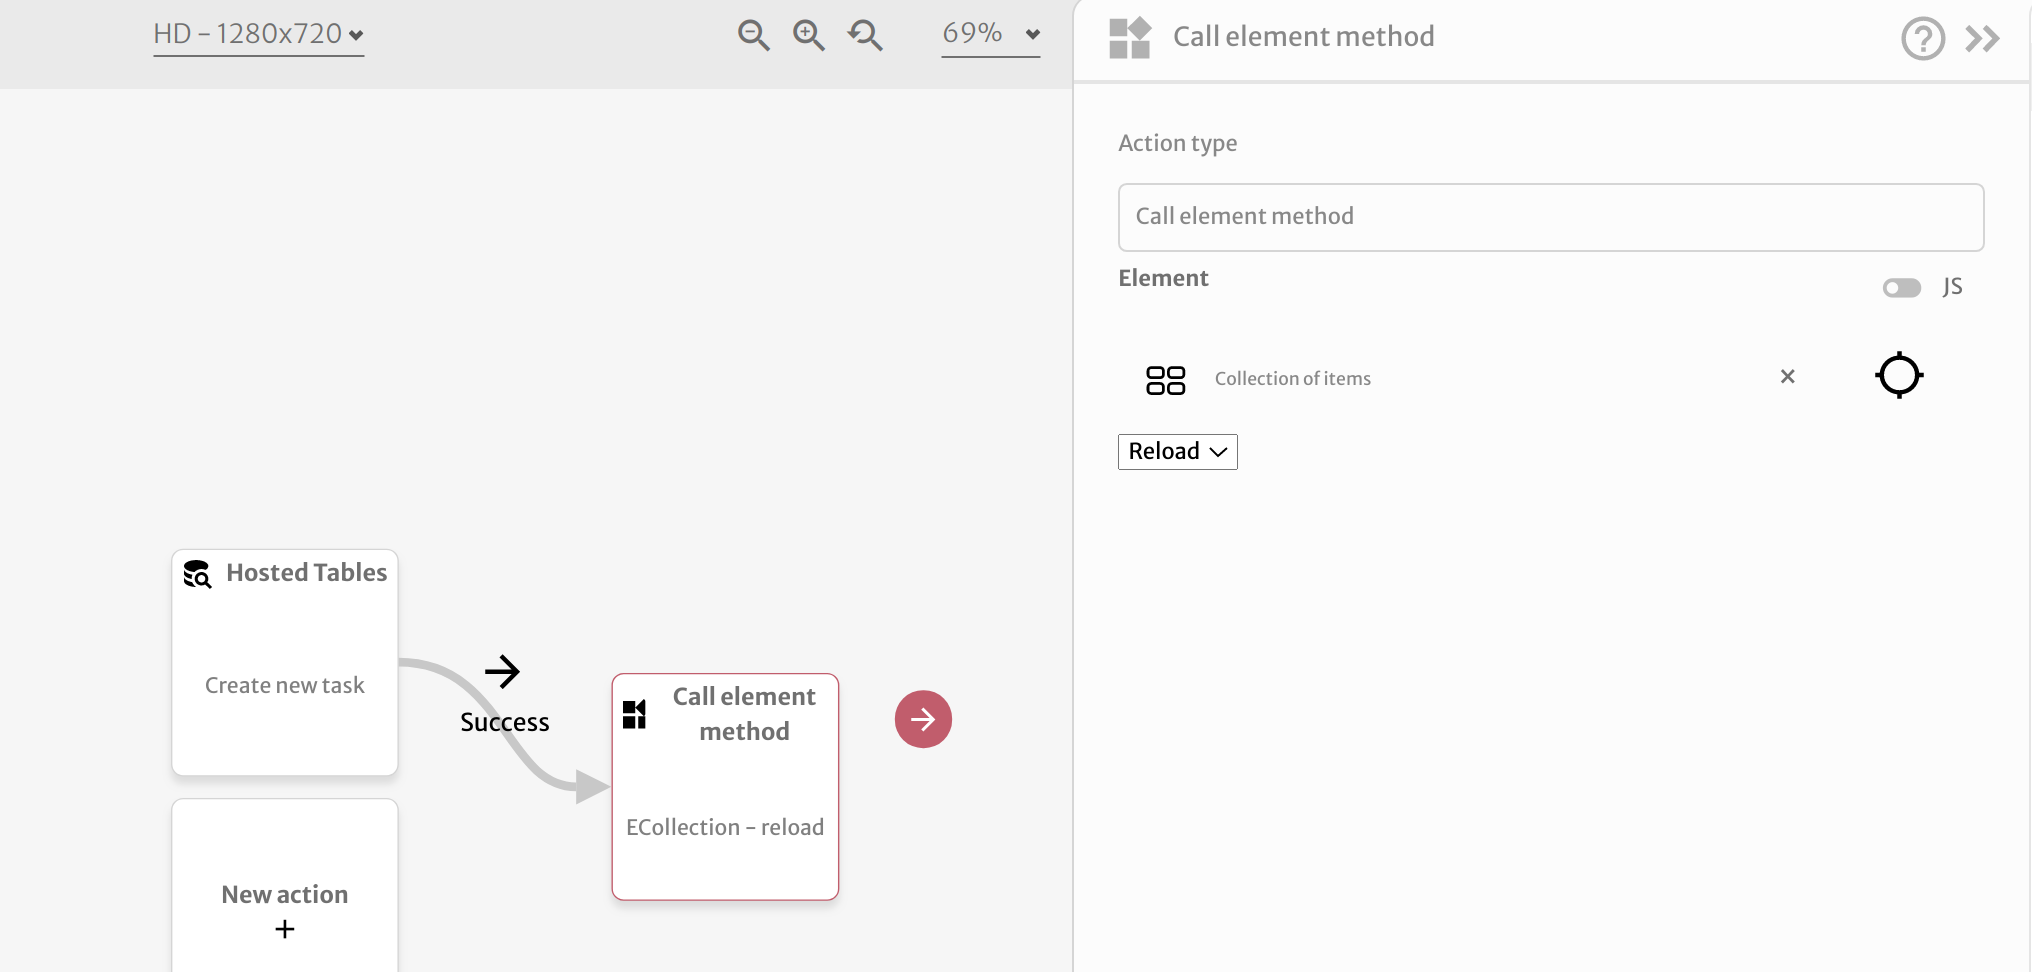 HD - 1280x720
69%
Call element method
Action type
Call element method
Element
JS
Collection of items
Reload
Hosted Tables
Create new task
Success
Call element
method
ECollection - reload
New action
+